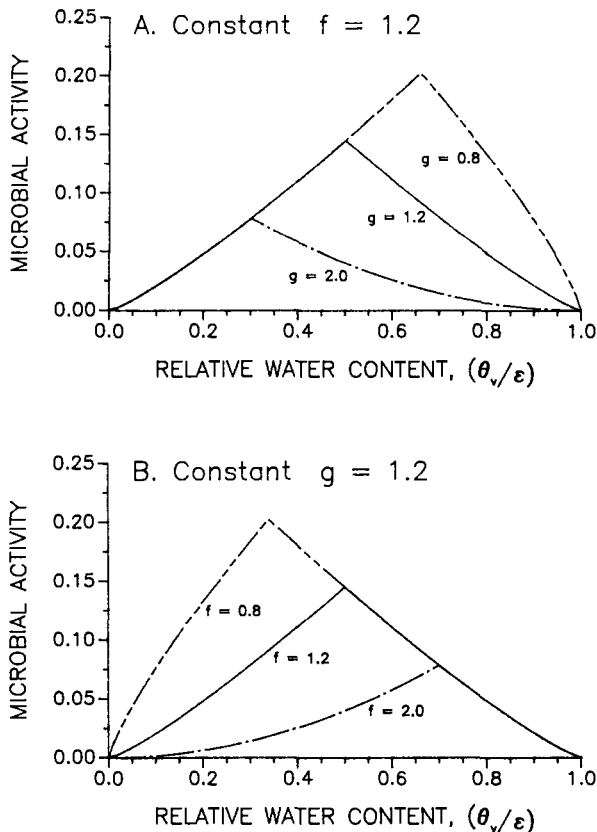 A. Constant f = 1.2
MICROBIAL ACTIVITY
0.25
0.20
0.15
0.10
0.05
0.00
g = 0.8
g = 1.2
g = 2.0
0.0 0.2 0.4 0.6 0.8 1.0
RELATIVE WATER CONTENT, (θᵥ/ε)
B. Constant g = 1.2
MICROBIAL ACTIVITY
0.25
0.20
0.15
0.10
0.05
0.00
f = 0.8
f = 1.2
f = 2.0
0.0 0.2 0.4 0.6 0.8 1.0
RELATIVE WATER CONTENT, (θᵥ/ε)